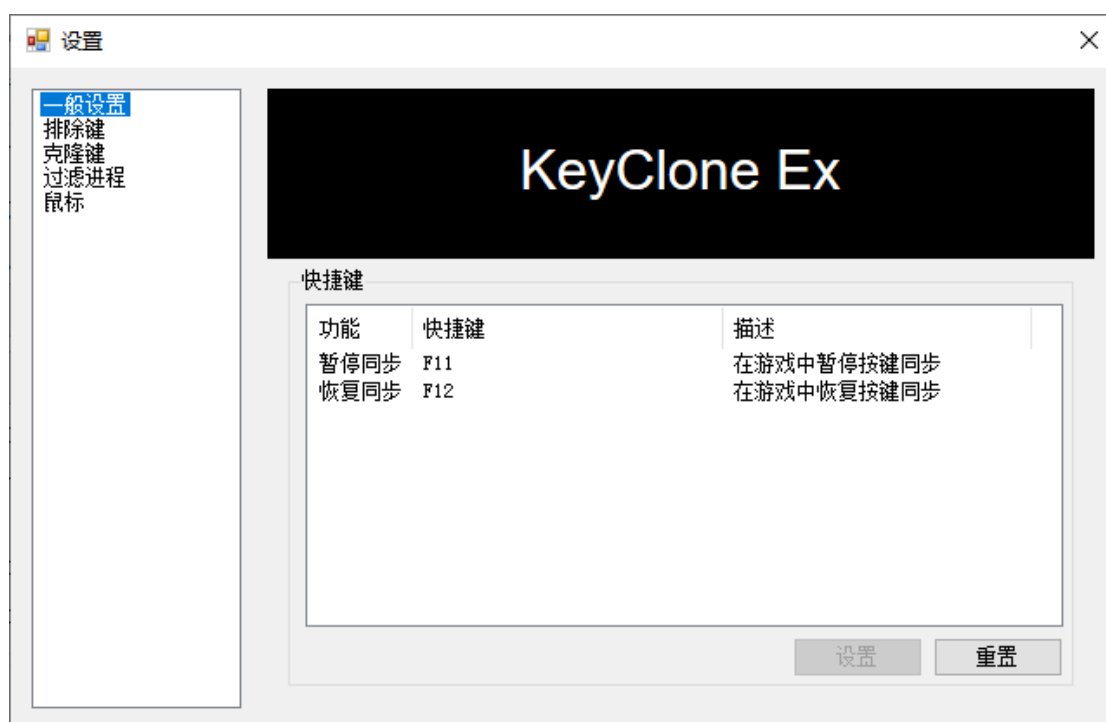 设置
一般设置
排除键
克隆键
过滤进程
鼠标
KeyClone Ex
快捷键
功能 快捷键 描述
暂停同步 F11 在游戏中暂停按键同步
恢复同步 F12 在游戏中恢复按键同步
设置 重置